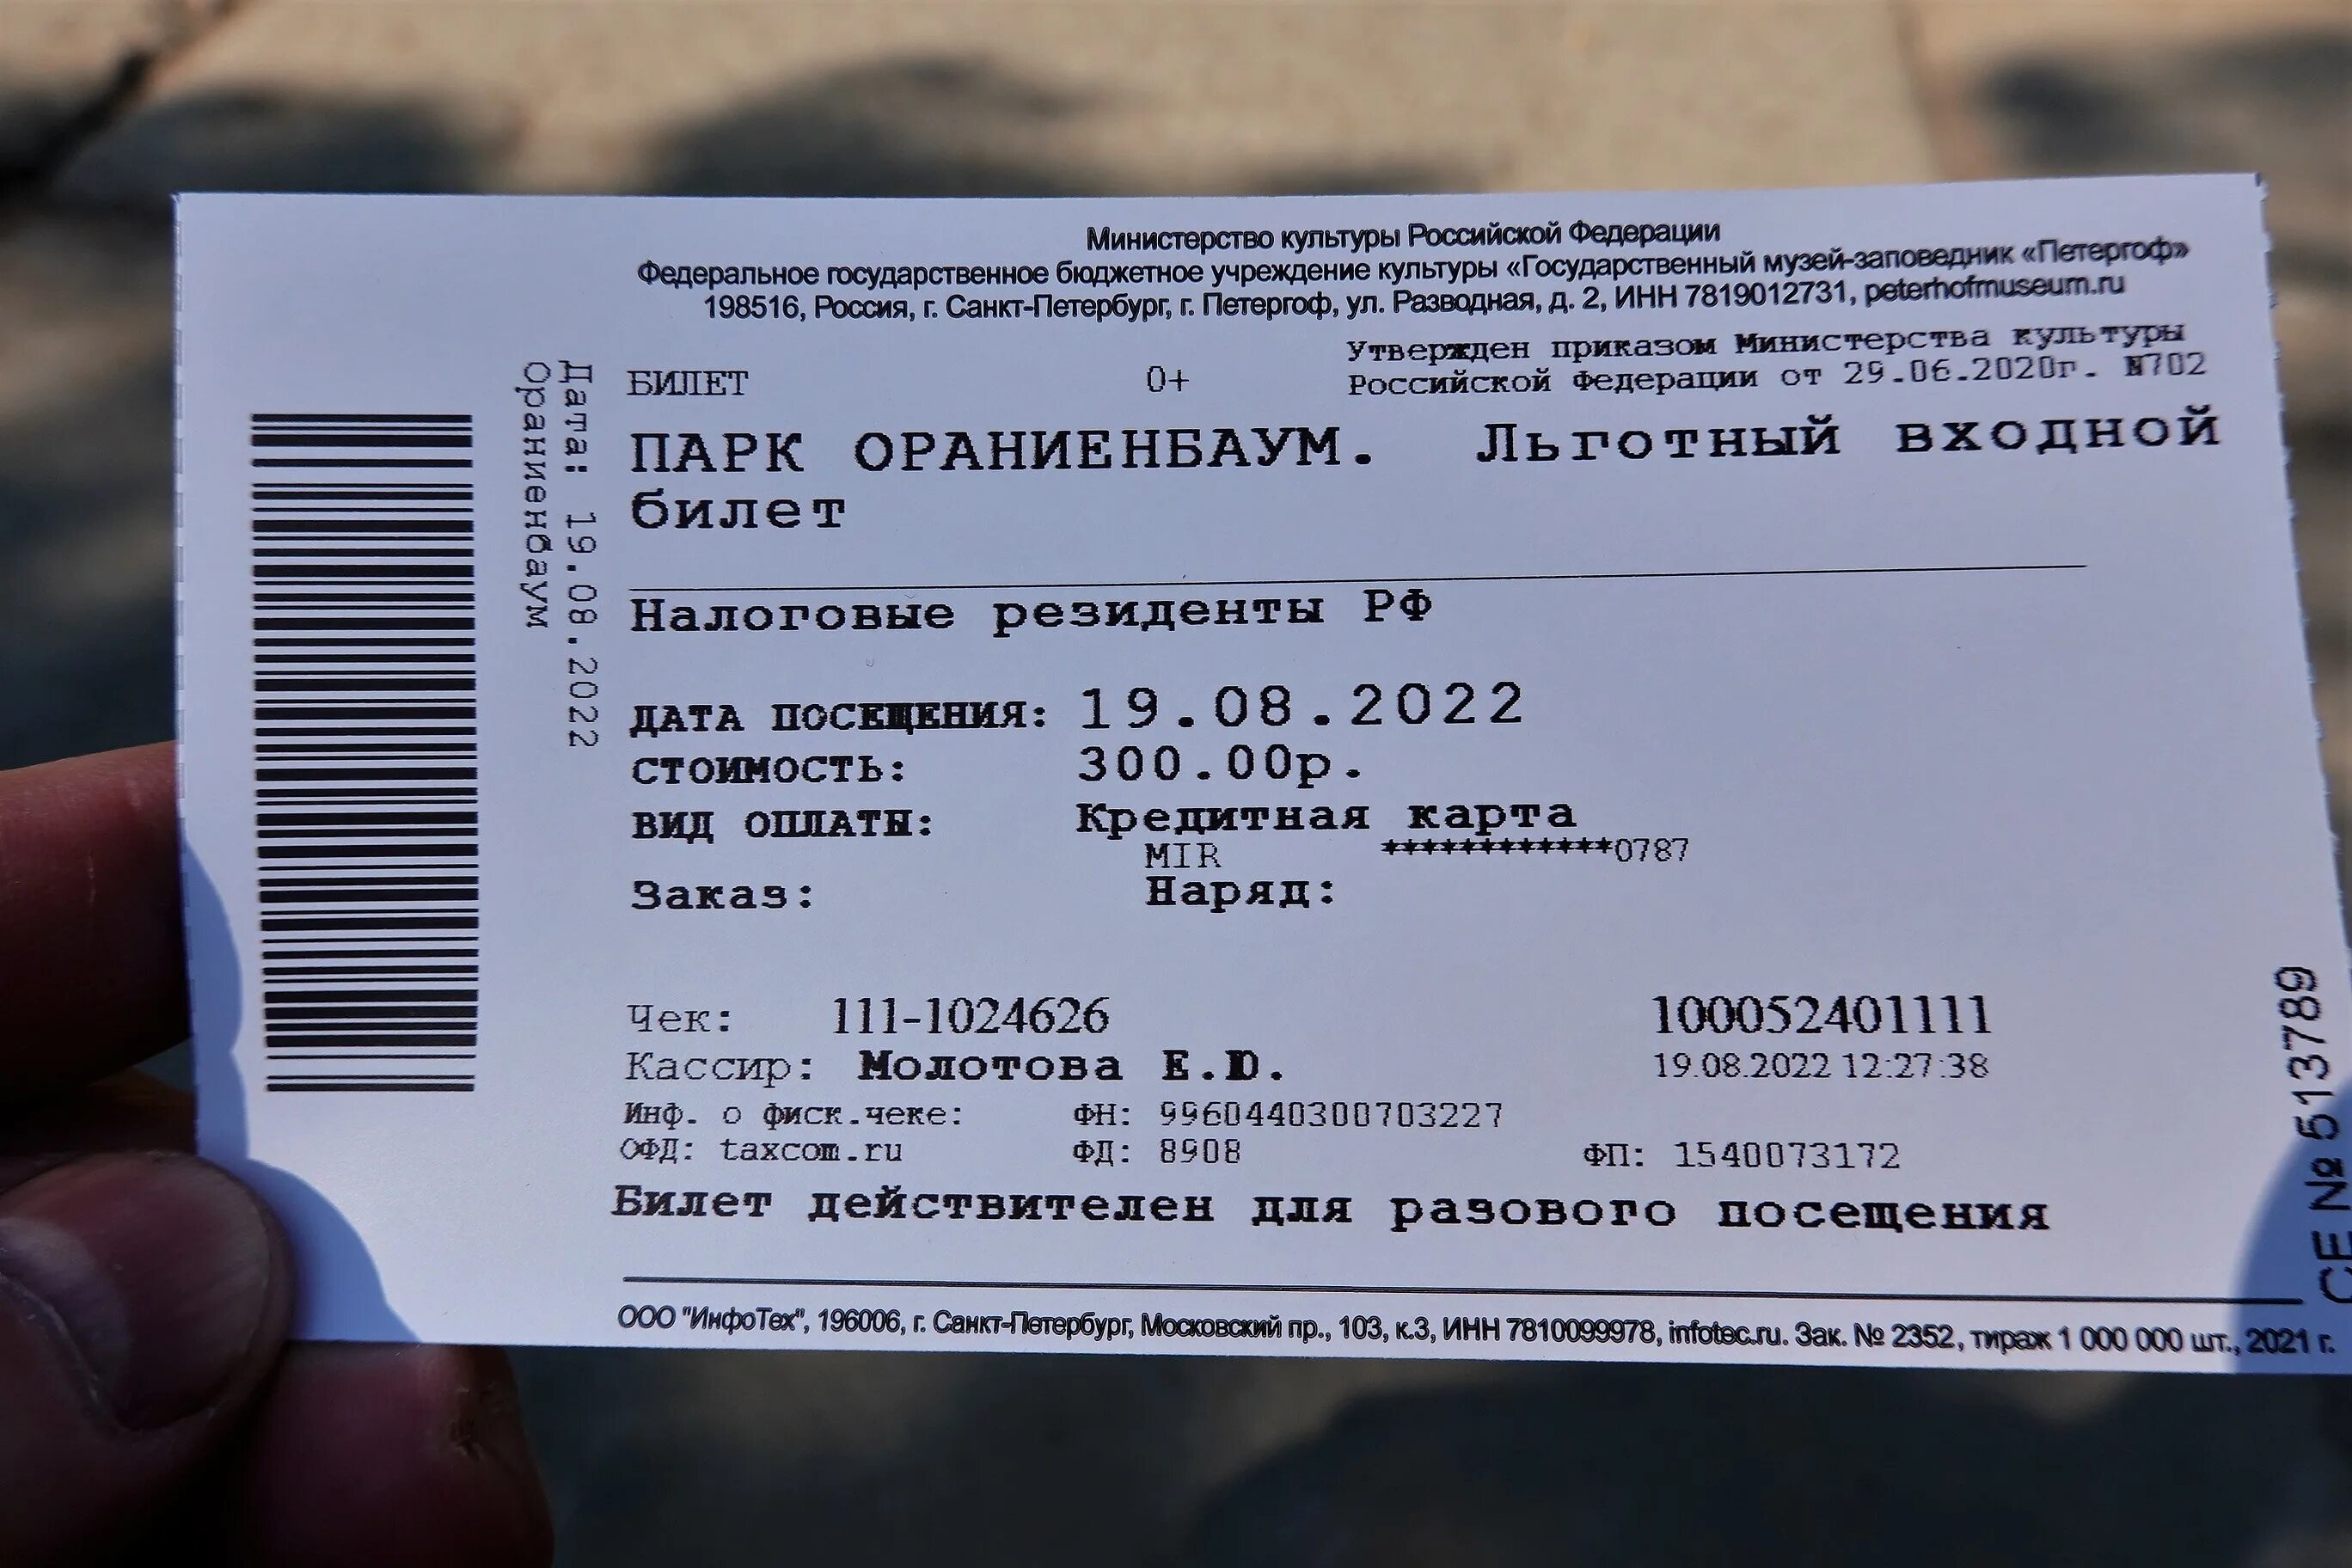 Министерство культуры Российской Федерации
Федеральное государственное бюджетное учреждение культуры «Государственный музей-заповедник «Петергоф»
198516, Россия, г. Санкт-Петербург, г. Петергоф, ул. Разводная, д. 2, ИНН 7819012731, peterhofmuseum.ru
Утвержден приказом Министерства культуры
БИЛЕТ 0+ Российской Федерации от 29.06.2020г. №702
ПАРК ОРАНИЕНБАУМ. Льготный входной
билет
Дата: 19.08.2022
Ораниенбаум
Налоговые резиденты РФ
ДАТА ПОСЕЩЕНИЯ: 19.08.2022
СТОИМОСТЬ: 300.00р.
ВИД ОПЛАТЫ: Кредитная карта
MIR ************0787
Заказ: Наряд:
Чек: 111-1024626 100052401111
Кассир: Молотова Е.Ю. 19.08.2022 12:27:38
Инф. о фиск.чеке: ФН: 9960440300703227
ОФД: taxcom.ru ФД: 8908 ФП: 1540073172
Билет действителен для разового посещения
СЕ № 513789
ООО "ИнфоТех", 196006, г. Санкт-Петербург, Московский пр., 103, к.3, ИНН 7810099978, infotec.ru. Зак. № 2352, тираж 1 000 000 шт., 2021 г.